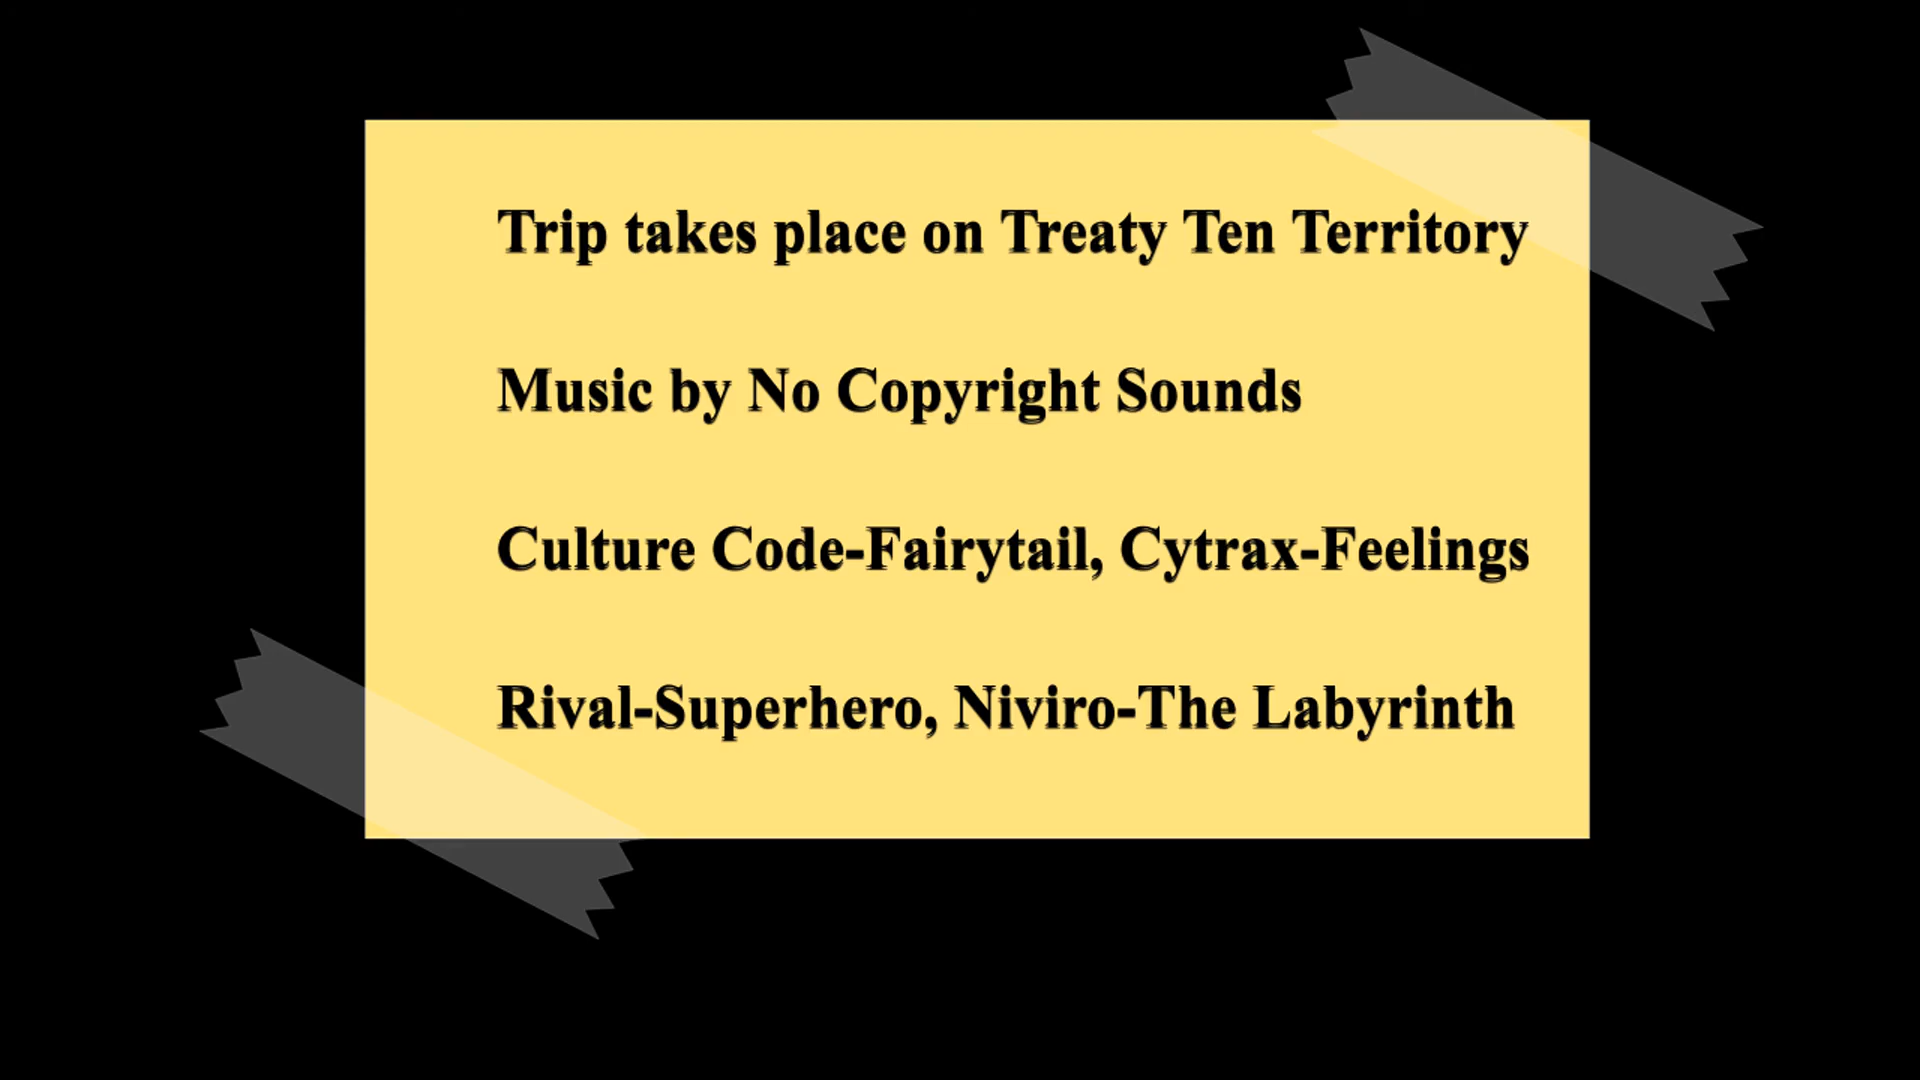 Trip takes place on Treaty Ten Territory
Music by No Copyright Sounds
Culture Code-Fairytail, Cytrax-Feelings
Rival-Superhero, Niviro-The Labyrinth